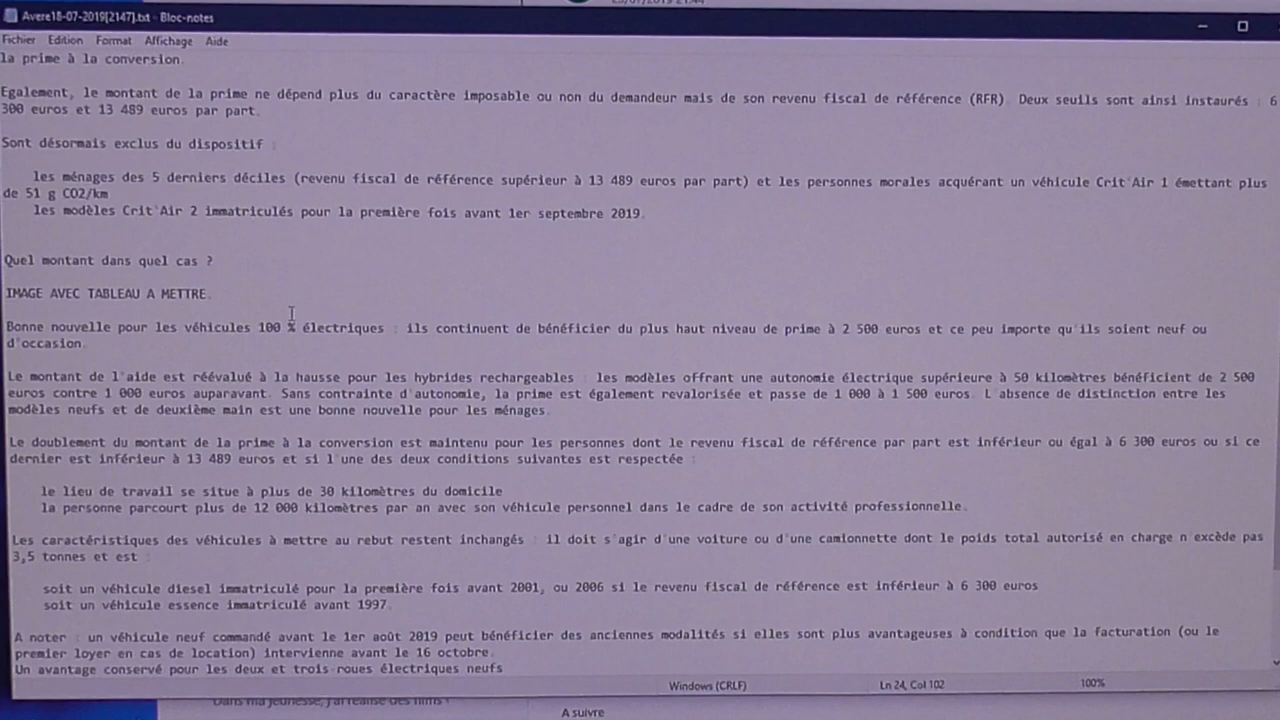 Avere18-07-2019[2147].txt - Bloc-notes
Fichier Edition Format Affichage Aide
la prime à la conversion.
Egalement, le montant de la prime ne dépend plus du caractère imposable ou non du demandeur mais de son revenu fiscal de référence (RFR). Deux seuils sont ainsi instaurés : 6
300 euros et 13 489 euros par part.
Sont désormais exclus du dispositif :
les ménages des 5 derniers déciles (revenu fiscal de référence supérieur à 13 489 euros par part) et les personnes morales acquérant un véhicule Crit'Air 1 émettant plus
de 51 g CO2/km
les modèles Crit'Air 2 immatriculés pour la première fois avant 1er septembre 2019.
Quel montant dans quel cas ?
IMAGE AVEC TABLEAU A METTRE.
Bonne nouvelle pour les véhicules 100 % électriques : ils continuent de bénéficier du plus haut niveau de prime à 2 500 euros et ce peu importe qu'ils soient neuf ou
d'occasion.
Le montant de l'aide est réévalué à la hausse pour les hybrides rechargeables : les modèles offrant une autonomie électrique supérieure à 50 kilomètres bénéficient de 2 500
euros contre 1 000 euros auparavant. Sans contrainte d'autonomie, la prime est également revalorisée et passe de 1 000 à 1 500 euros. L'absence de distinction entre les
modèles neufs et de deuxième main est une bonne nouvelle pour les ménages.
Le doublement du montant de la prime à la conversion est maintenu pour les personnes dont le revenu fiscal de référence par part est inférieur ou égal à 6 300 euros ou si ce
dernier est inférieur à 13 489 euros et si l'une des deux conditions suivantes est respectée :
le lieu de travail se situe à plus de 30 kilomètres du domicile
la personne parcourt plus de 12 000 kilomètres par an avec son véhicule personnel dans le cadre de son activité professionnelle.
Les caractéristiques des véhicules à mettre au rebut restent inchangés : il doit s'agir d'une voiture ou d'une camionnette dont le poids total autorisé en charge n'excède pas
3,5 tonnes et est :
soit un véhicule diesel immatriculé pour la première fois avant 2001, ou 2006 si le revenu fiscal de référence est inférieur à 6 300 euros
soit un véhicule essence immatriculé avant 1997.
A noter : un véhicule neuf commandé avant le 1er août 2019 peut bénéficier des anciennes modalités si elles sont plus avantageuses à condition que la facturation (ou le
premier loyer en cas de location) intervienne avant le 16 octobre.
Un avantage conservé pour les deux et trois-roues électriques neufs
Windows (CRLF) Ln 24, Col 102 100%
Dans ma jeunesse, j'ai réalisé des films !
A suivre